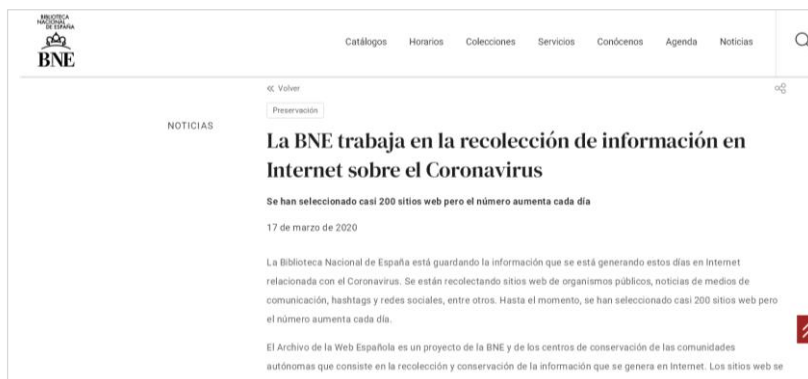 BIBLIOTECA
NACIONAL
DE ESPAÑA
BNE
Catálogos Horarios Colecciones Servicios Conócenos Agenda Noticias
Volver
Preservación
NOTICIAS
La BNE trabaja en la recolección de información en
Internet sobre el Coronavirus
Se han seleccionado casi 200 sitios web pero el número aumenta cada día
17 de marzo de 2020
La Biblioteca Nacional de España está guardando la información que se está generando estos días en Internet
relacionada con el Coronavirus. Se están recolectando sitios web de organismos públicos, noticias de medios de
comunicación, hashtags y redes sociales, entre otros. Hasta el momento, se han seleccionado casi 200 sitios web pero
el número aumenta cada día.
El Archivo de la Web Española es un proyecto de la BNE y de los centros de conservación de las comunidades
autónomas que consiste en la recolección y conservación de la información que se genera en Internet. Los sitios web se